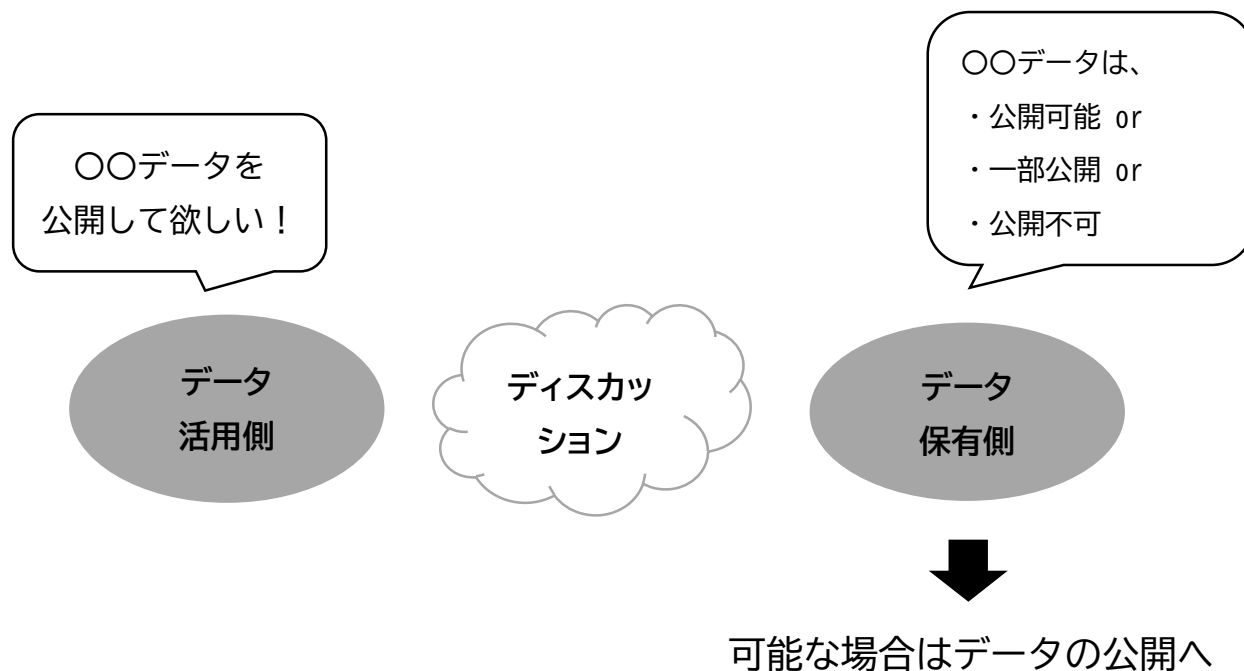 〇〇データを
公開して欲しい！
〇〇データは、
・公開可能 or
・一部公開 or
・公開不可
データ
活用側
ディスカッ
ション
データ
保有側
可能な場合はデータの公開へ